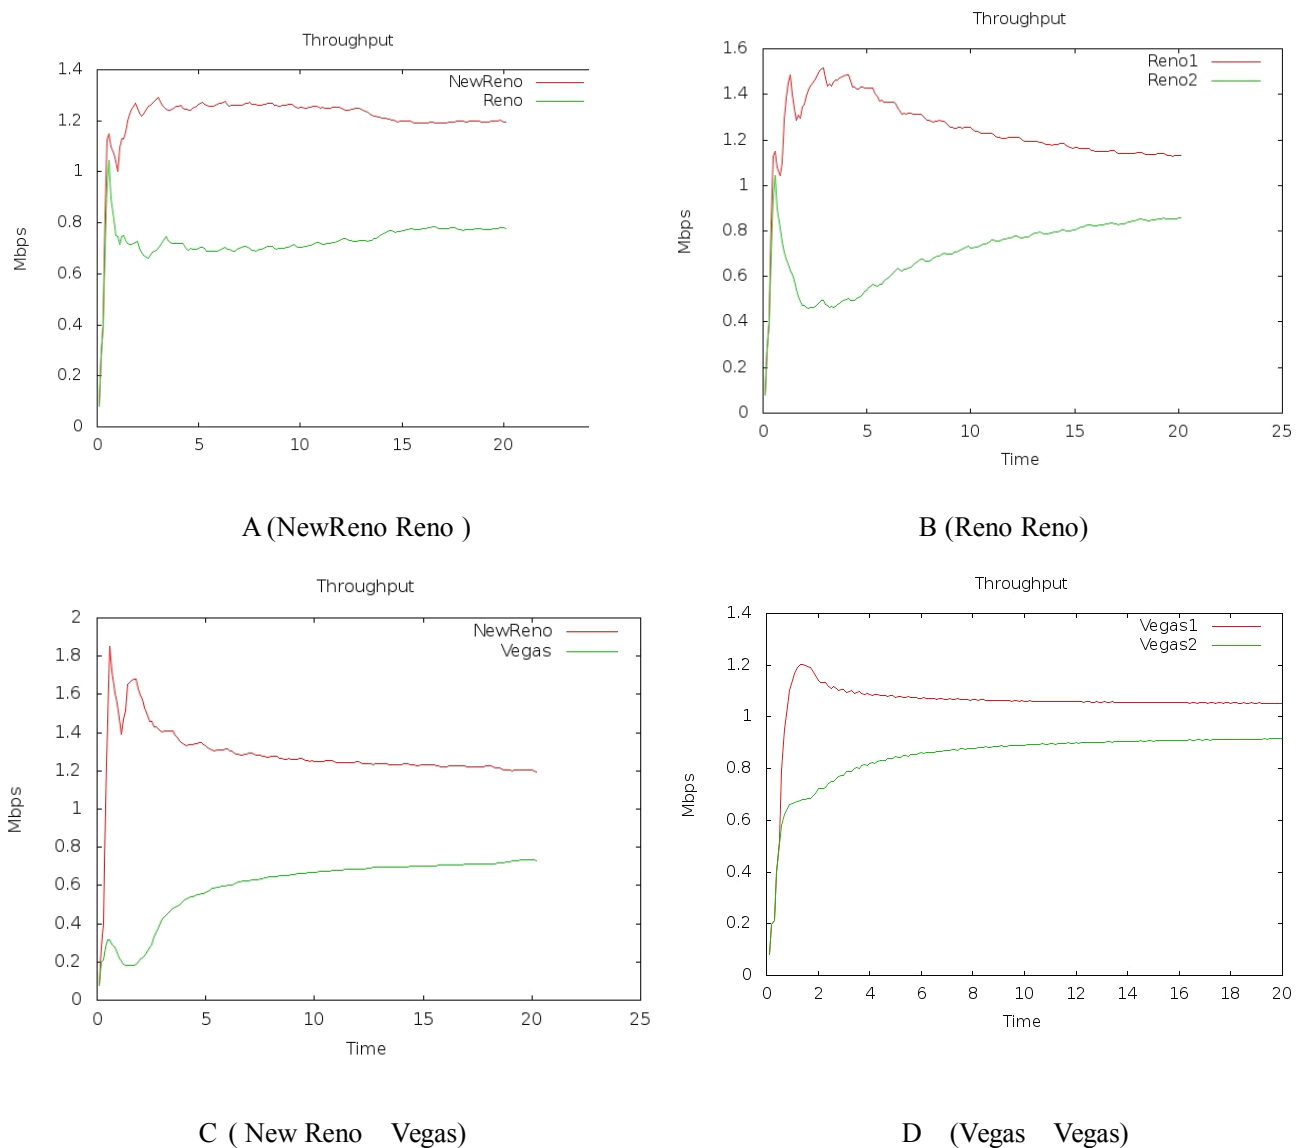 Throughput
1.4
1.2
1
0.8
0.6
0.4
0.2
0
Mbps
NewReno
Reno
0 5 10 15 20
A (NewReno Reno )
Throughput
1.6
1.4
1.2
1
0.8
0.6
0.4
0.2
0
Mbps
Reno1
Reno2
0 5 10 15 20 25
Time
B (Reno Reno)
Throughput
2
1.8
1.6
1.4
1.2
1
0.8
0.6
0.4
0.2
0
Mbps
NewReno
Vegas
0 5 10 15 20 25
Time
C ( New Reno Vegas)
Throughput
1.4
1.2
1
0.8
0.6
0.4
0.2
0
Mbps
Vegas1
Vegas2
0 2 4 6 8 10 12 14 16 18 20
Time
D (Vegas Vegas)